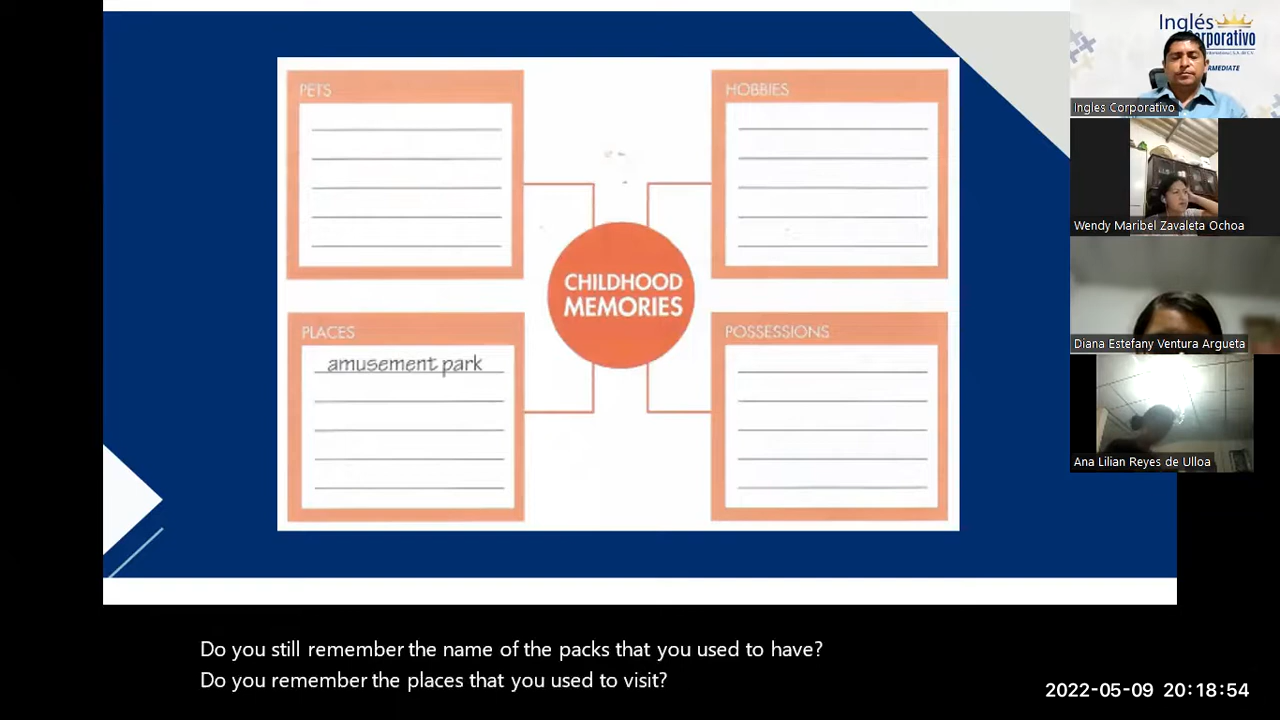 PETS
HOBBIES
CHILDHOOD
MEMORIES
PLACES
amusement park
POSSESSIONS
Inglés
Corporativo
RMEDIATE
Ingles Corporativo
Wendy Maribel Zavaleta Ochoa
Diana Estefany Ventura Argueta
Ana Lilian Reyes de Ulloa
Do you still remember the name of the packs that you used to have?
Do you remember the places that you used to visit?
2022-05-09 20:18:54